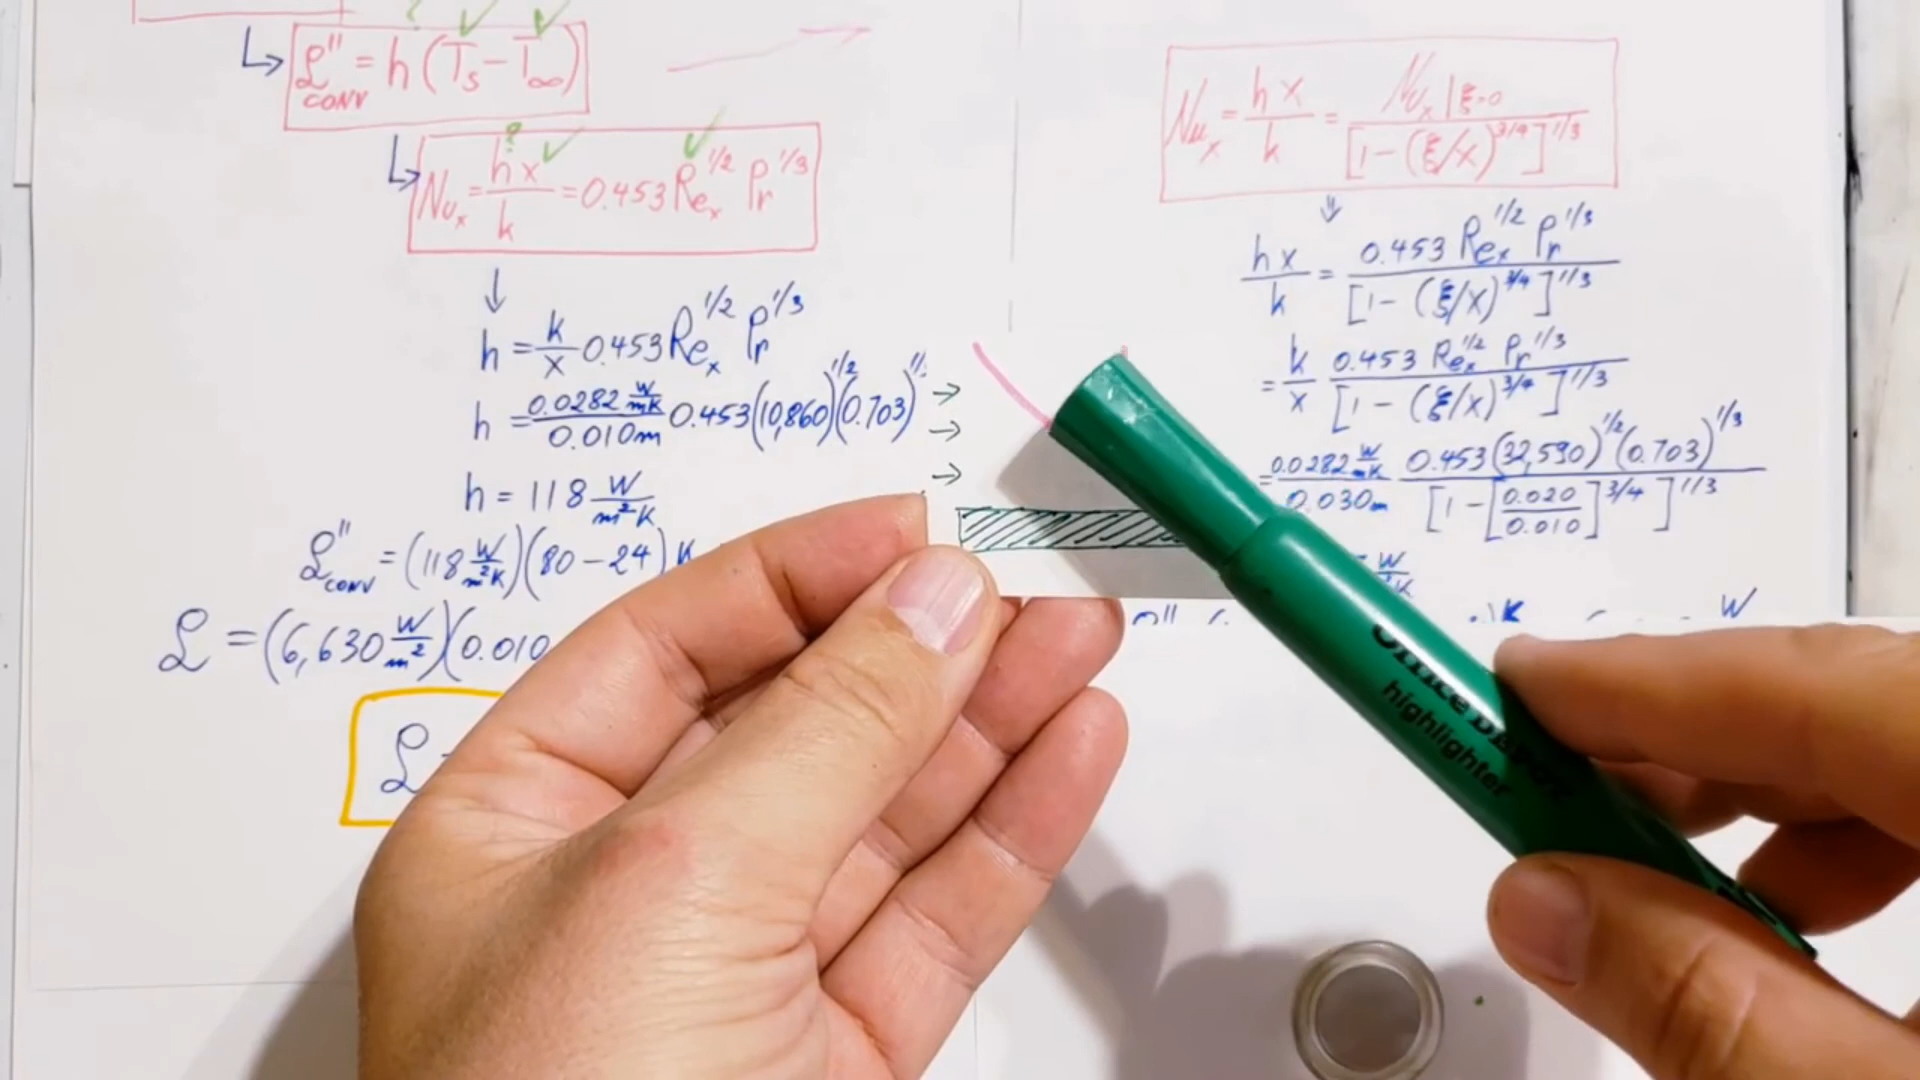 q''CONV = h (Ts - T∞)
Nux = hx/k = 0.453 Rex^1/2 Pr^1/3
h = k/x 0.453 Rex^1/2 Pr^1/3
h = 0.0282 W/mK / 0.010m 0.453 (10,860)^1/2 (0.703)^1/
h = 118 W/m²K
q''CONV = (118 W/m²K)(80 - 24) K
q = (6,630 W/m²)(0.010
q
Nux = hx/k = Nux|ξ=0 / [1 - (ξ/x)^3/4]^1/3
hx/k = 0.453 Rex^1/2 Pr^1/3 / [1 - (ξ/x)^3/4]^1/3
= k/x 0.453 Rex^1/2 Pr^1/3 / [1 - (ξ/x)^3/4]^1/3
= 0.0282 W/mK / 0.030m 0.453 (32,590)^1/2 (0.703)^1/3 / [1 - [0.020/0.010]^3/4]^1/3
W/m²K
K W
Office DEPOT
highlighter